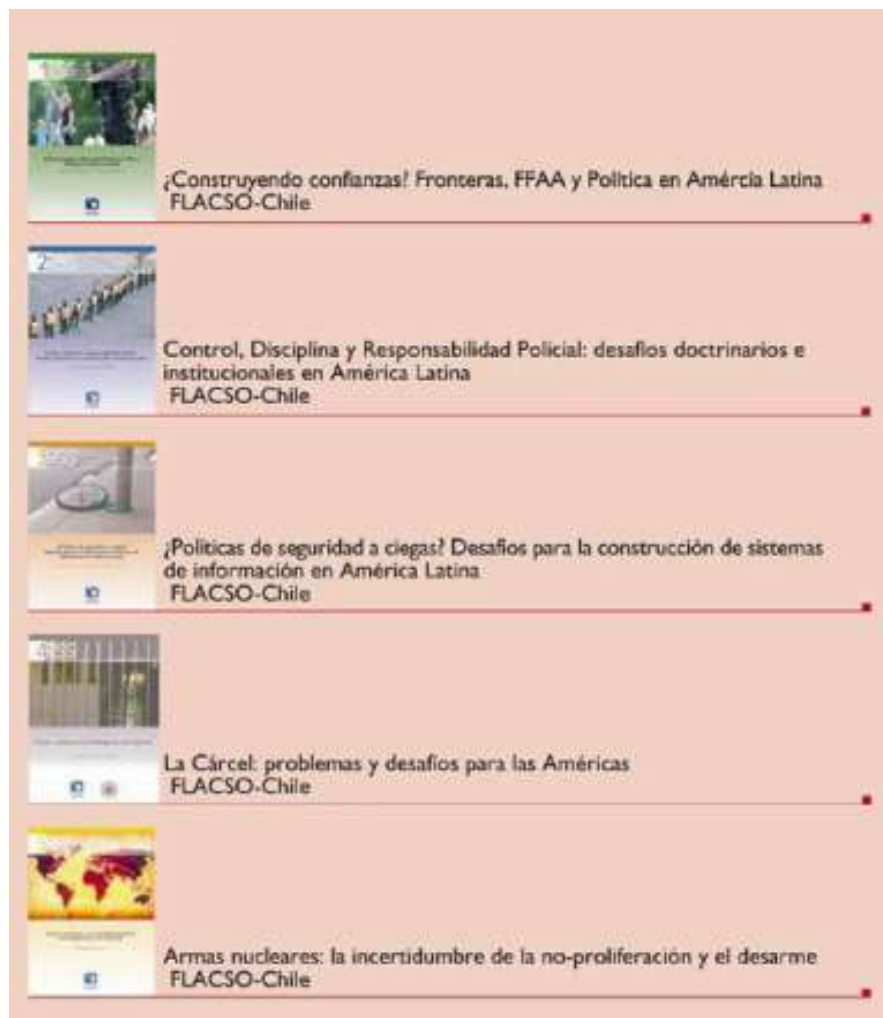 ¿Construyendo confianzas? Fronteras, FFAA y Política en Amércia Latina
FLACSO-Chile
2
Control, Disciplina y Responsabilidad Policial: desafíos doctrinarios e
institucionales en América Latina
FLACSO-Chile
¿Políticas de seguridad a ciegas? Desafíos para la construcción de sistemas
de información en América Latina
FLACSO-Chile
4
La Cárcel: problemas y desafíos para las Américas
FLACSO-Chile
Armas nucleares: la incertidumbre de la no-proliferación y el desarme
FLACSO-Chile